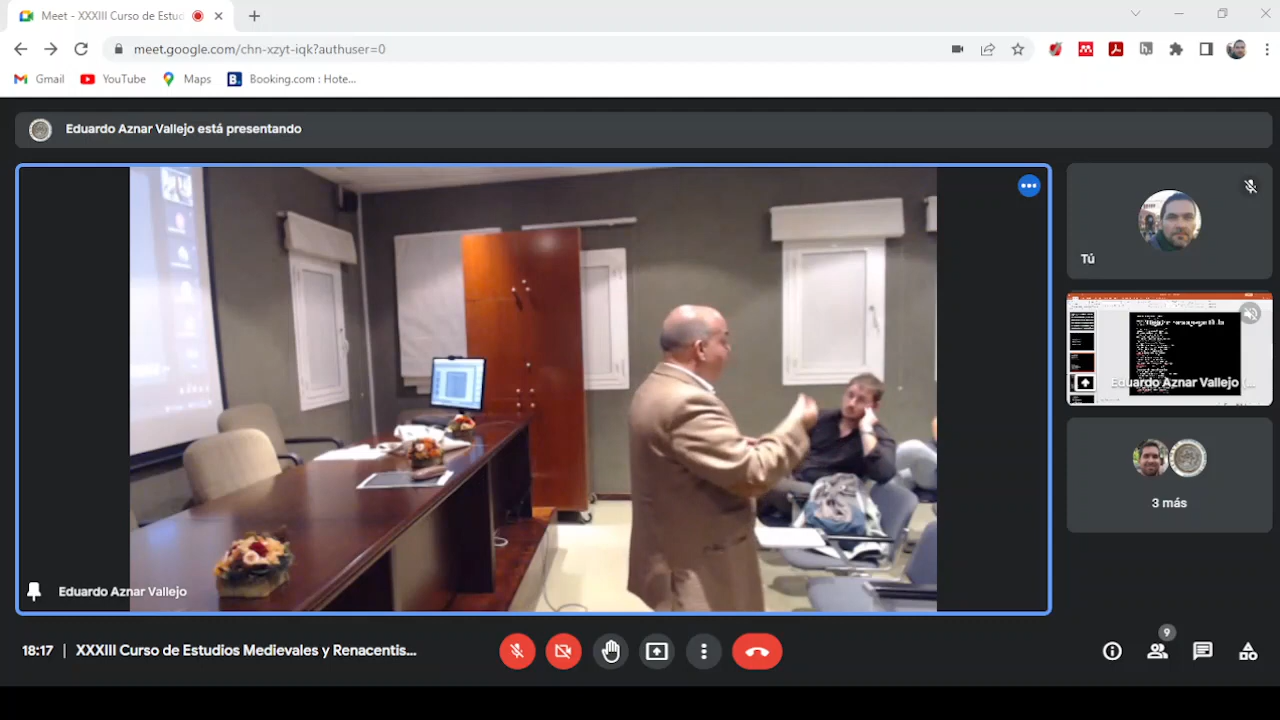 Meet - XXXIII Curso de Estud
meet.google.com/chn-xzyt-iqk?authuser=0
Gmail
YouTube
Maps
B.
Booking.com : Hote...
Eduardo Aznar Vallejo está presentando
Tú
Eduardo Aznar Vallejo (...
3 más
Eduardo Aznar Vallejo
18:17 | XXXIII Curso de Estudios Medievales y Renacentis...
9